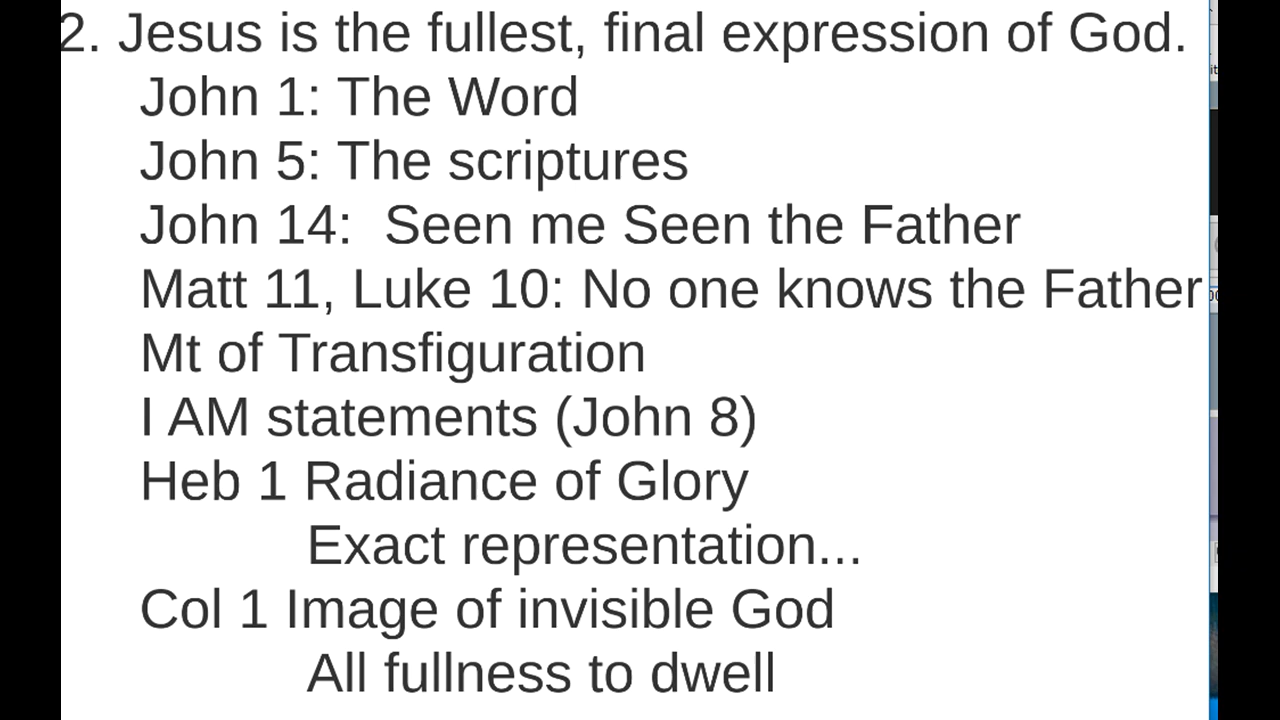 2. Jesus is the fullest, final expression of God.
John 1: The Word
John 5: The scriptures
John 14: Seen me Seen the Father
Matt 11, Luke 10: No one knows the Father
Mt of Transfiguration
I AM statements (John 8)
Heb 1 Radiance of Glory
Exact representation...
Col 1 Image of invisible God
All fullness to dwell